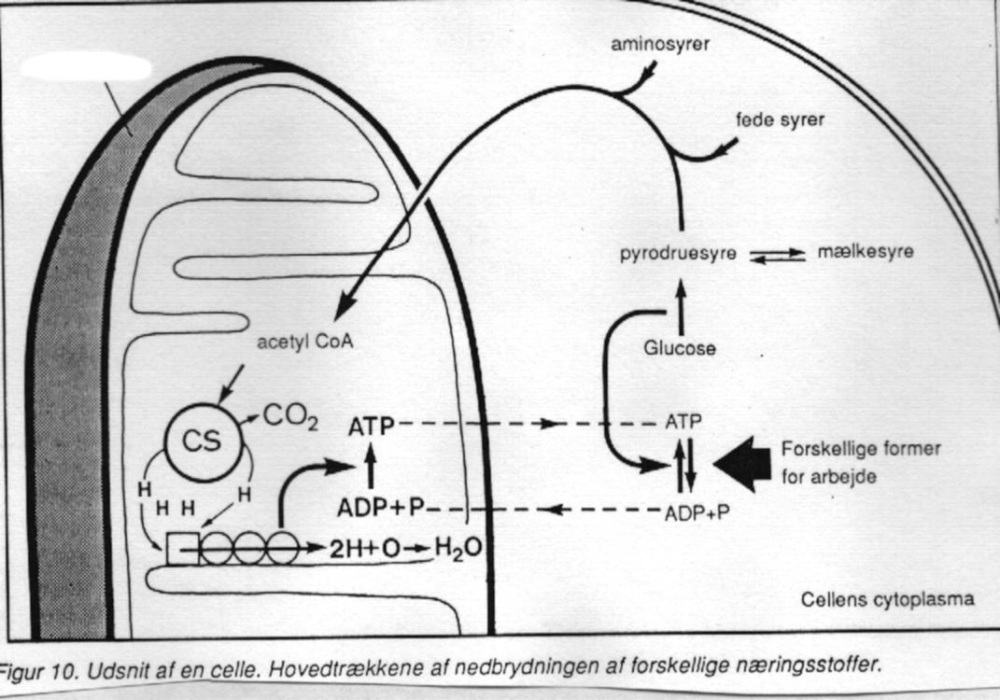 aminosyrer
fede syrer
pyrodruesyre
mælkesyre
acetyl CoA
Glucose
CS
CO2
ATP
ATP
Forskellige former
for arbejde
H
H H
H
ADP+P
ADP+P
2H+O
H2O
Cellens cytoplasma
Figur 10. Udsnit af en celle. Hovedtrækkene af nedbrydningen af forskellige næringsstoffer.